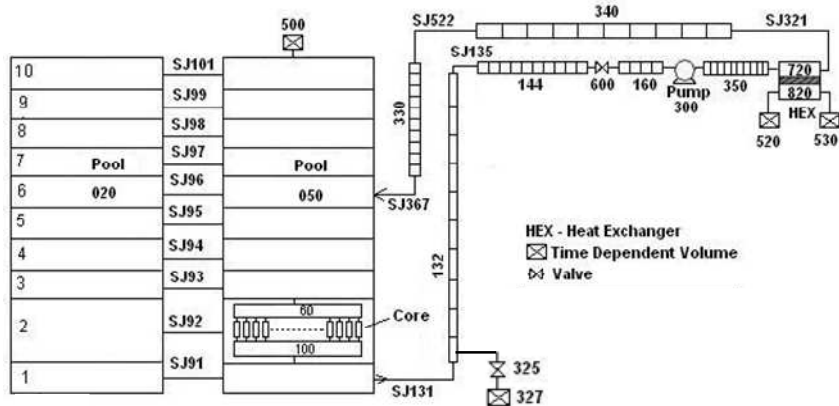 500
SJ522
340
SJ321
SJ135
10
SJ101
720
144
600
160
Pump
300
350
820
HEX
520
530
9
SJ99
330
8
SJ98
7
Pool
SJ97
Pool
6
020
SJ96
050
SJ367
5
SJ95
HEX - Heat Exchanger
Time Dependent Volume
Valve
4
SJ94
132
3
SJ93
2
SJ92
60
Core
100
SJ91
1
SJ131
325
327